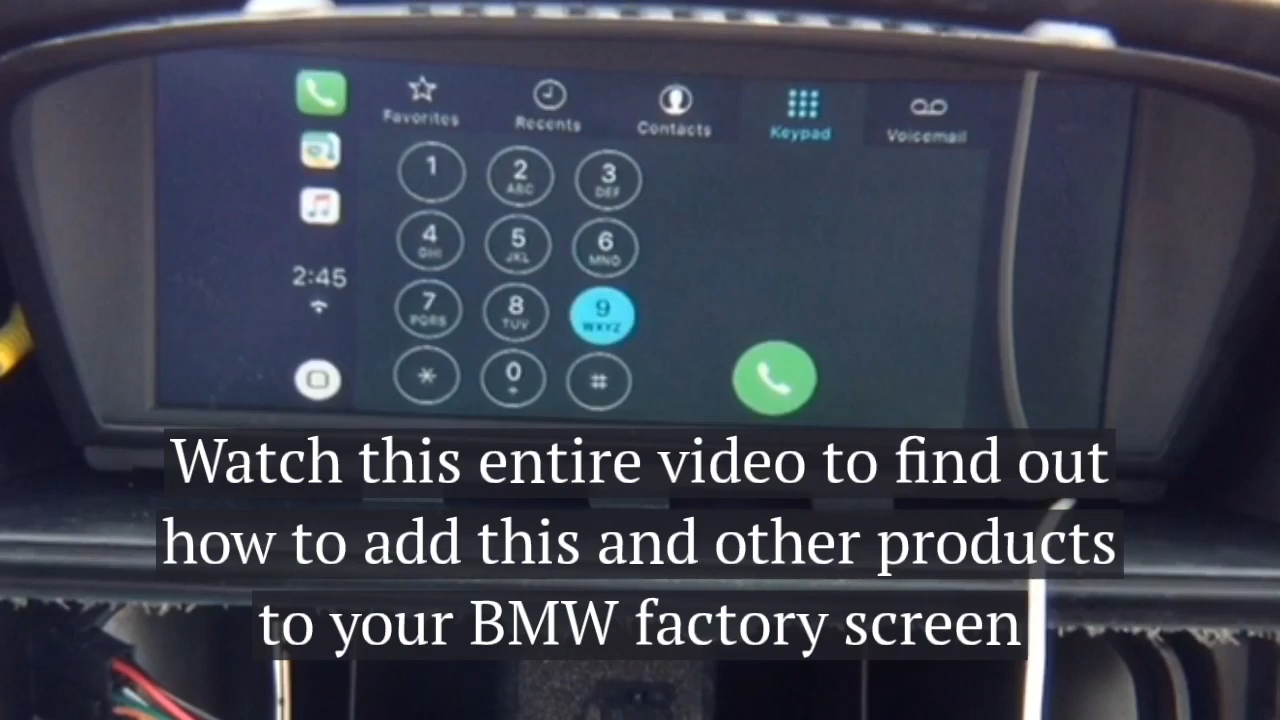 Favorites
Recents
Contacts
Keypad
Voicemail
1
2
ABC
3
DEF
4
GHI
5
JKL
6
MNO
7
PQRS
8
TUV
9
WXYZ
*
0
+
#
2:45
Watch this entire video to find out
how to add this and other products
to your BMW factory screen